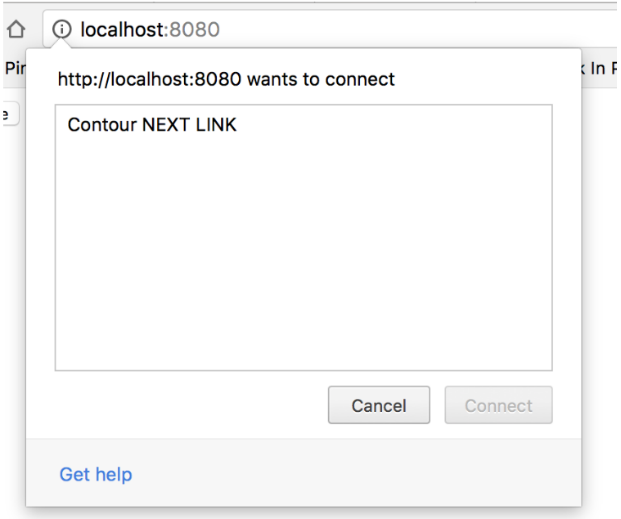 localhost:8080
Pin
k In P
http://localhost:8080 wants to connect
e
Contour NEXT LINK
Cancel
Connect
Get help